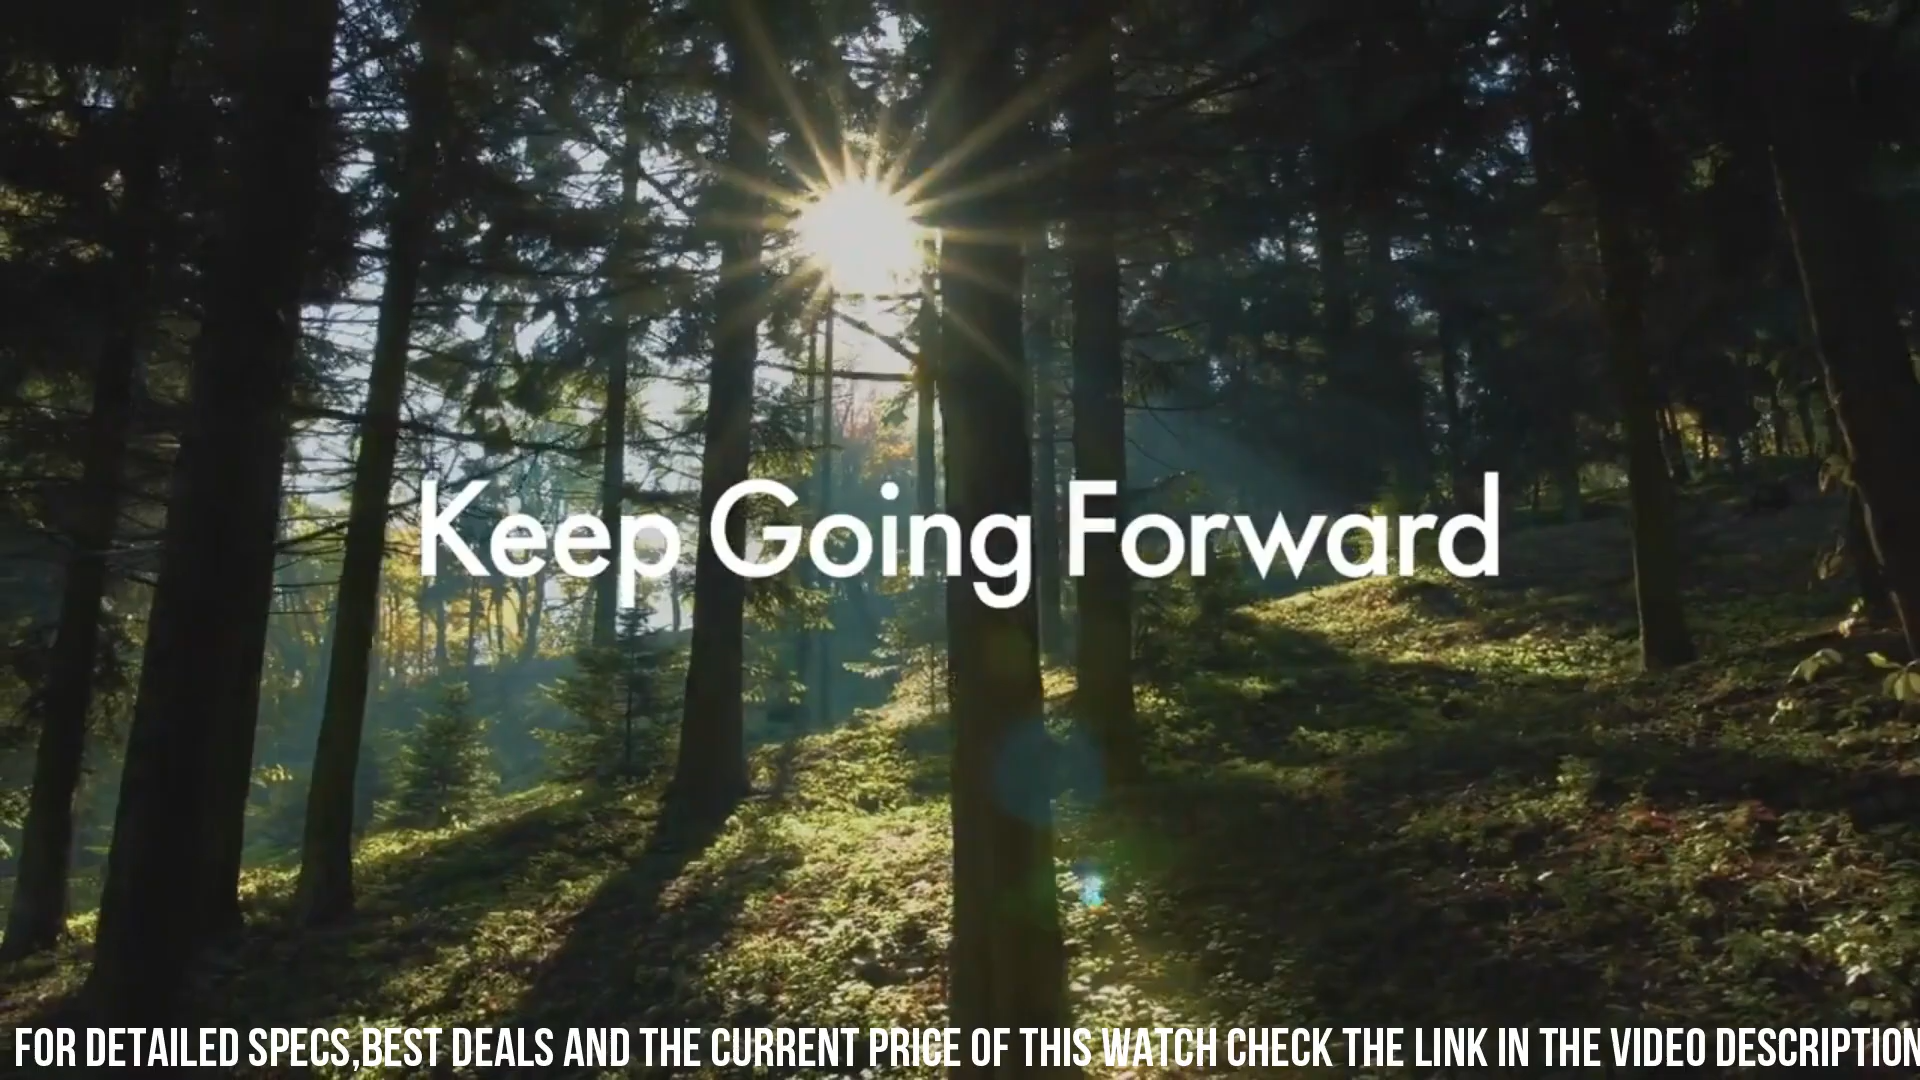 Keep Going Forward
FOR DETAILED SPECS,BEST DEALS AND THE CURRENT PRICE OF THIS WATCH CHECK THE LINK IN THE VIDEO DESCRIPTION